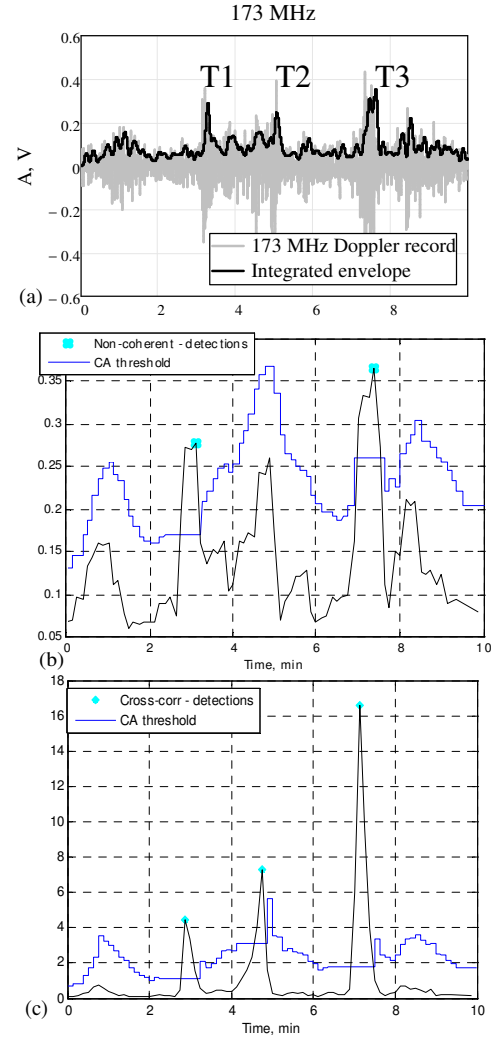 173 MHz
0.6
0.4
T1 T2 T3
0.2
A, V
0
− 0.2
173 MHz Doppler record
− 0.4
Integrated envelope
(a)
− 0.6
0 2 4 6 8
Non-coherent - detections
CA threshold
0.35
0.3
0.25
0.2
0.15
0.1
0.05
0 2 4 6 8 10
(b)
Time, min
18
Cross-corr - detections
16
CA threshold
14
12
10
8
6
4
2
0
0 2 4 6 8 10
(c)
Time, min